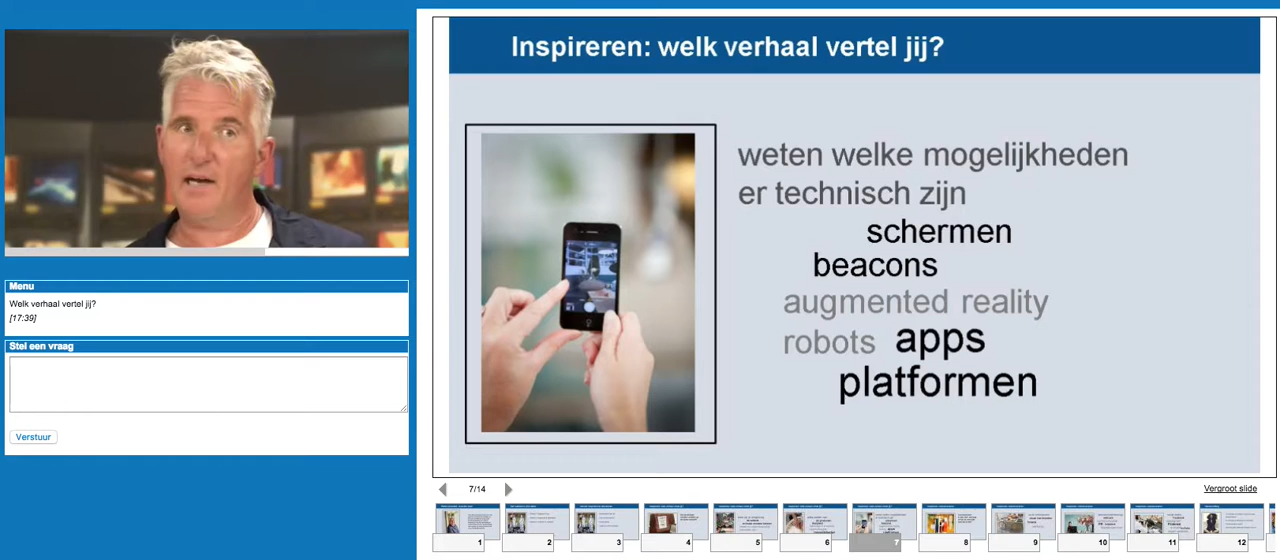 Inspireren: welk verhaal vertel jij?
weten welke mogelijkheden
er technisch zijn
schermen
beacons
augmented reality
robots apps
platformen
Menu
Welk verhaal vertel jij?
[17:39]
Stel een vraag
Verstuur
7/14
Vergroot slide
1 2 3 4 5 6 7 8 9 10 11 12